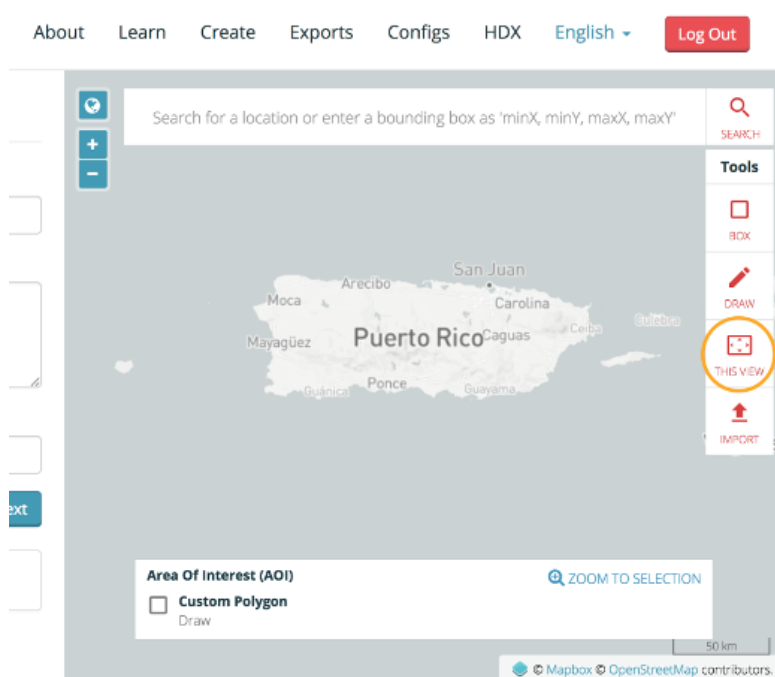 About Learn Create Exports Configs HDX English Log Out
Search for a location or enter a bounding box as 'minX, minY, maxX, maxY'
SEARCH
Tools
BOX
DRAW
THIS VIEW
IMPORT
+
−
San Juan
Arecibo
Moca
Carolina
Culebra
Ceiba
Mayagüez
Puerto Rico
Caguas
Ponce
Guánica
Guayama
ext
Area Of Interest (AOI)
ZOOM TO SELECTION
Custom Polygon
Draw
50 km
© Mapbox © OpenStreetMap contributors.